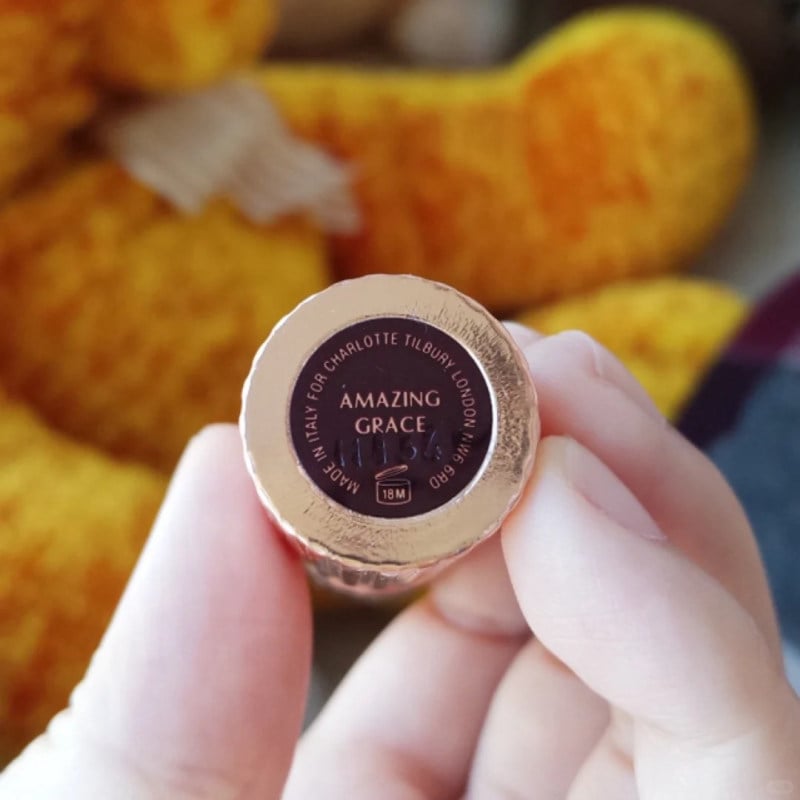 MADE IN ITALY FOR CHARLOTTE TILBURY LONDON NW6 6RD
AMAZING
GRACE
18M